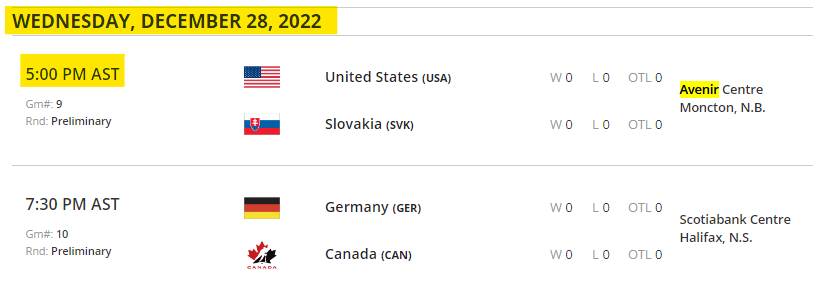 WEDNESDAY, DECEMBER 28, 2022
5:00 PM AST
Gm#: 9
Rnd: Preliminary
United States (USA) W 0 L 0 OTL 0
Slovakia (SVK) W 0 L 0 OTL 0
Avenir Centre
Moncton, N.B.
7:30 PM AST
Gm#: 10
Rnd: Preliminary
Germany (GER) W 0 L 0 OTL 0
CANADA
Canada (CAN) W 0 L 0 OTL 0
Scotiabank Centre
Halifax, N.S.